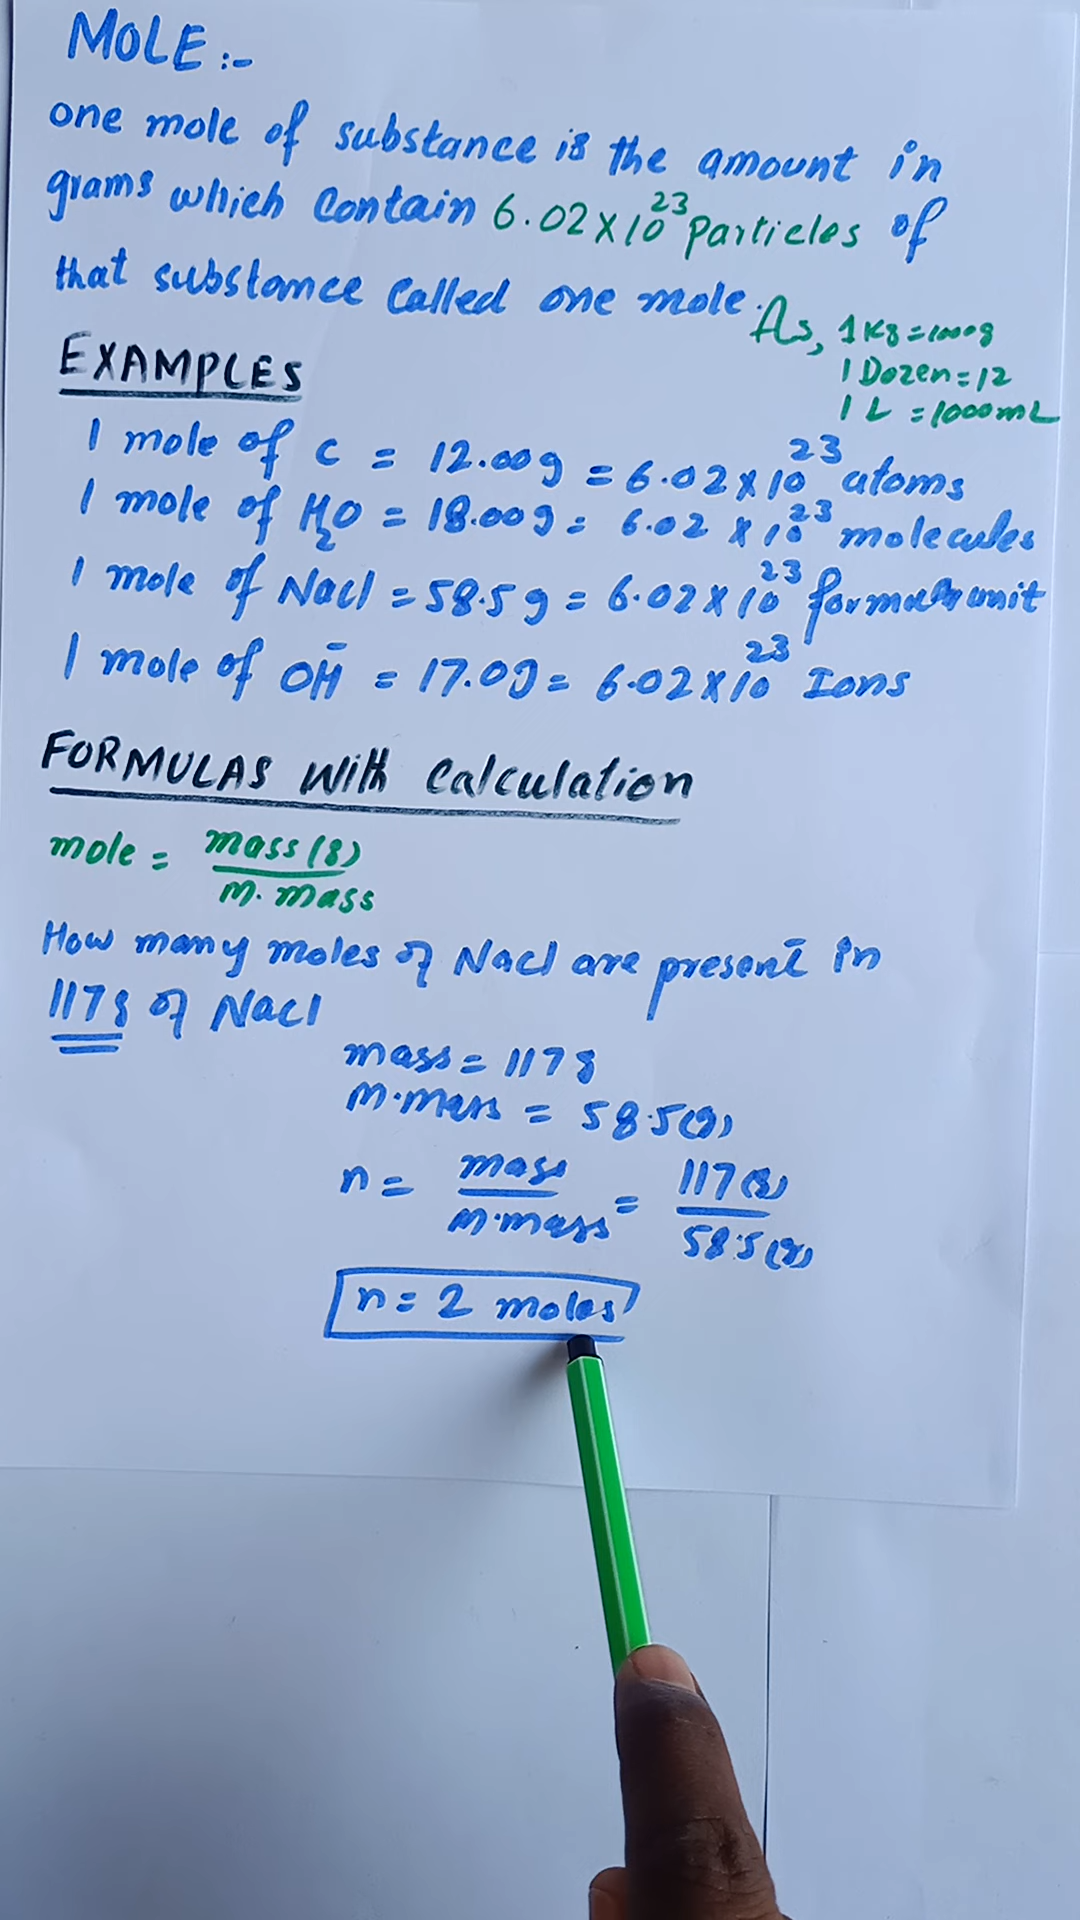 MOLE :-
one mole of substance is the amount in
grams which contain 6.02×10²³ particles of
that substance called one mole.
As, 1 Kg = 1000g
1 Dozen = 12
1 L = 1000mL
EXAMPLES
1 mole of C = 12.00g = 6.02×10²³ atoms
1 mole of H₂O = 18.00g = 6.02×10²³ molecules
1 mole of NaCl = 58.5g = 6.02×10²³ formula unit
1 mole of OH⁻ = 17.0g = 6.02×10²³ Ions
FORMULAS With Calculation
mole = mass(g) / M. mass
How many moles of NaCl are present in
117g of NaCl
mass = 117g
M.mass = 58.5(g)
n = mass / M.mass = 117(g) / 58.5(g)
n = 2 moles